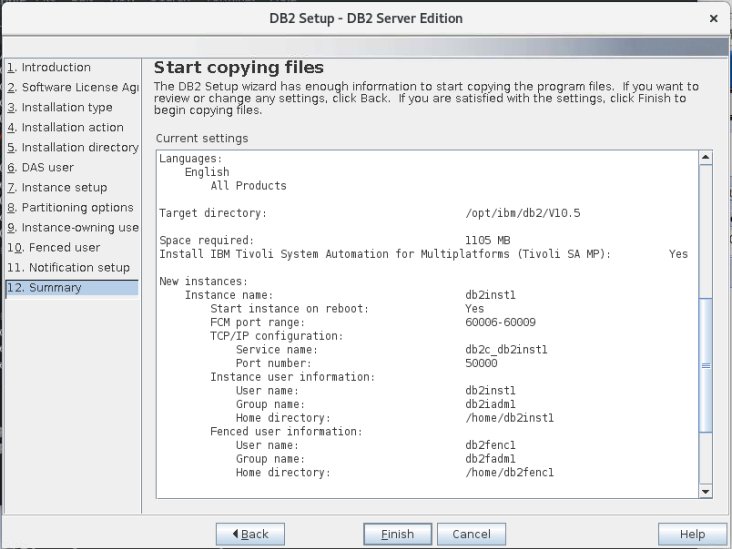 DB2 Setup - DB2 Server Edition
1. Introduction
2. Software License Agr
3. Installation type
4. Installation action
5. Installation directory
6. DAS user
7. Instance setup
8. Partitioning options
9. Instance-owning use
10. Fenced user
11. Notification setup
12. Summary
Start copying files
The DB2 Setup wizard has enough information to start copying the program files. If you want to
review or change any settings, click Back. If you are satisfied with the settings, click Finish to
begin copying files.
Current settings
Languages:
English
All Products
Target directory: /opt/ibm/db2/V10.5
Space required: 1105 MB
Install IBM Tivoli System Automation for Multiplatforms (Tivoli SA MP): Yes
New instances:
Instance name: db2inst1
Start instance on reboot: Yes
FCM port range: 60006-60009
TCP/IP configuration:
Service name: db2c_db2inst1
Port number: 50000
Instance user information:
User name: db2inst1
Group name: db2iadm1
Home directory: /home/db2inst1
Fenced user information:
User name: db2fenc1
Group name: db2fadm1
Home directory: /home/db2fenc1
Back Finish Cancel Help